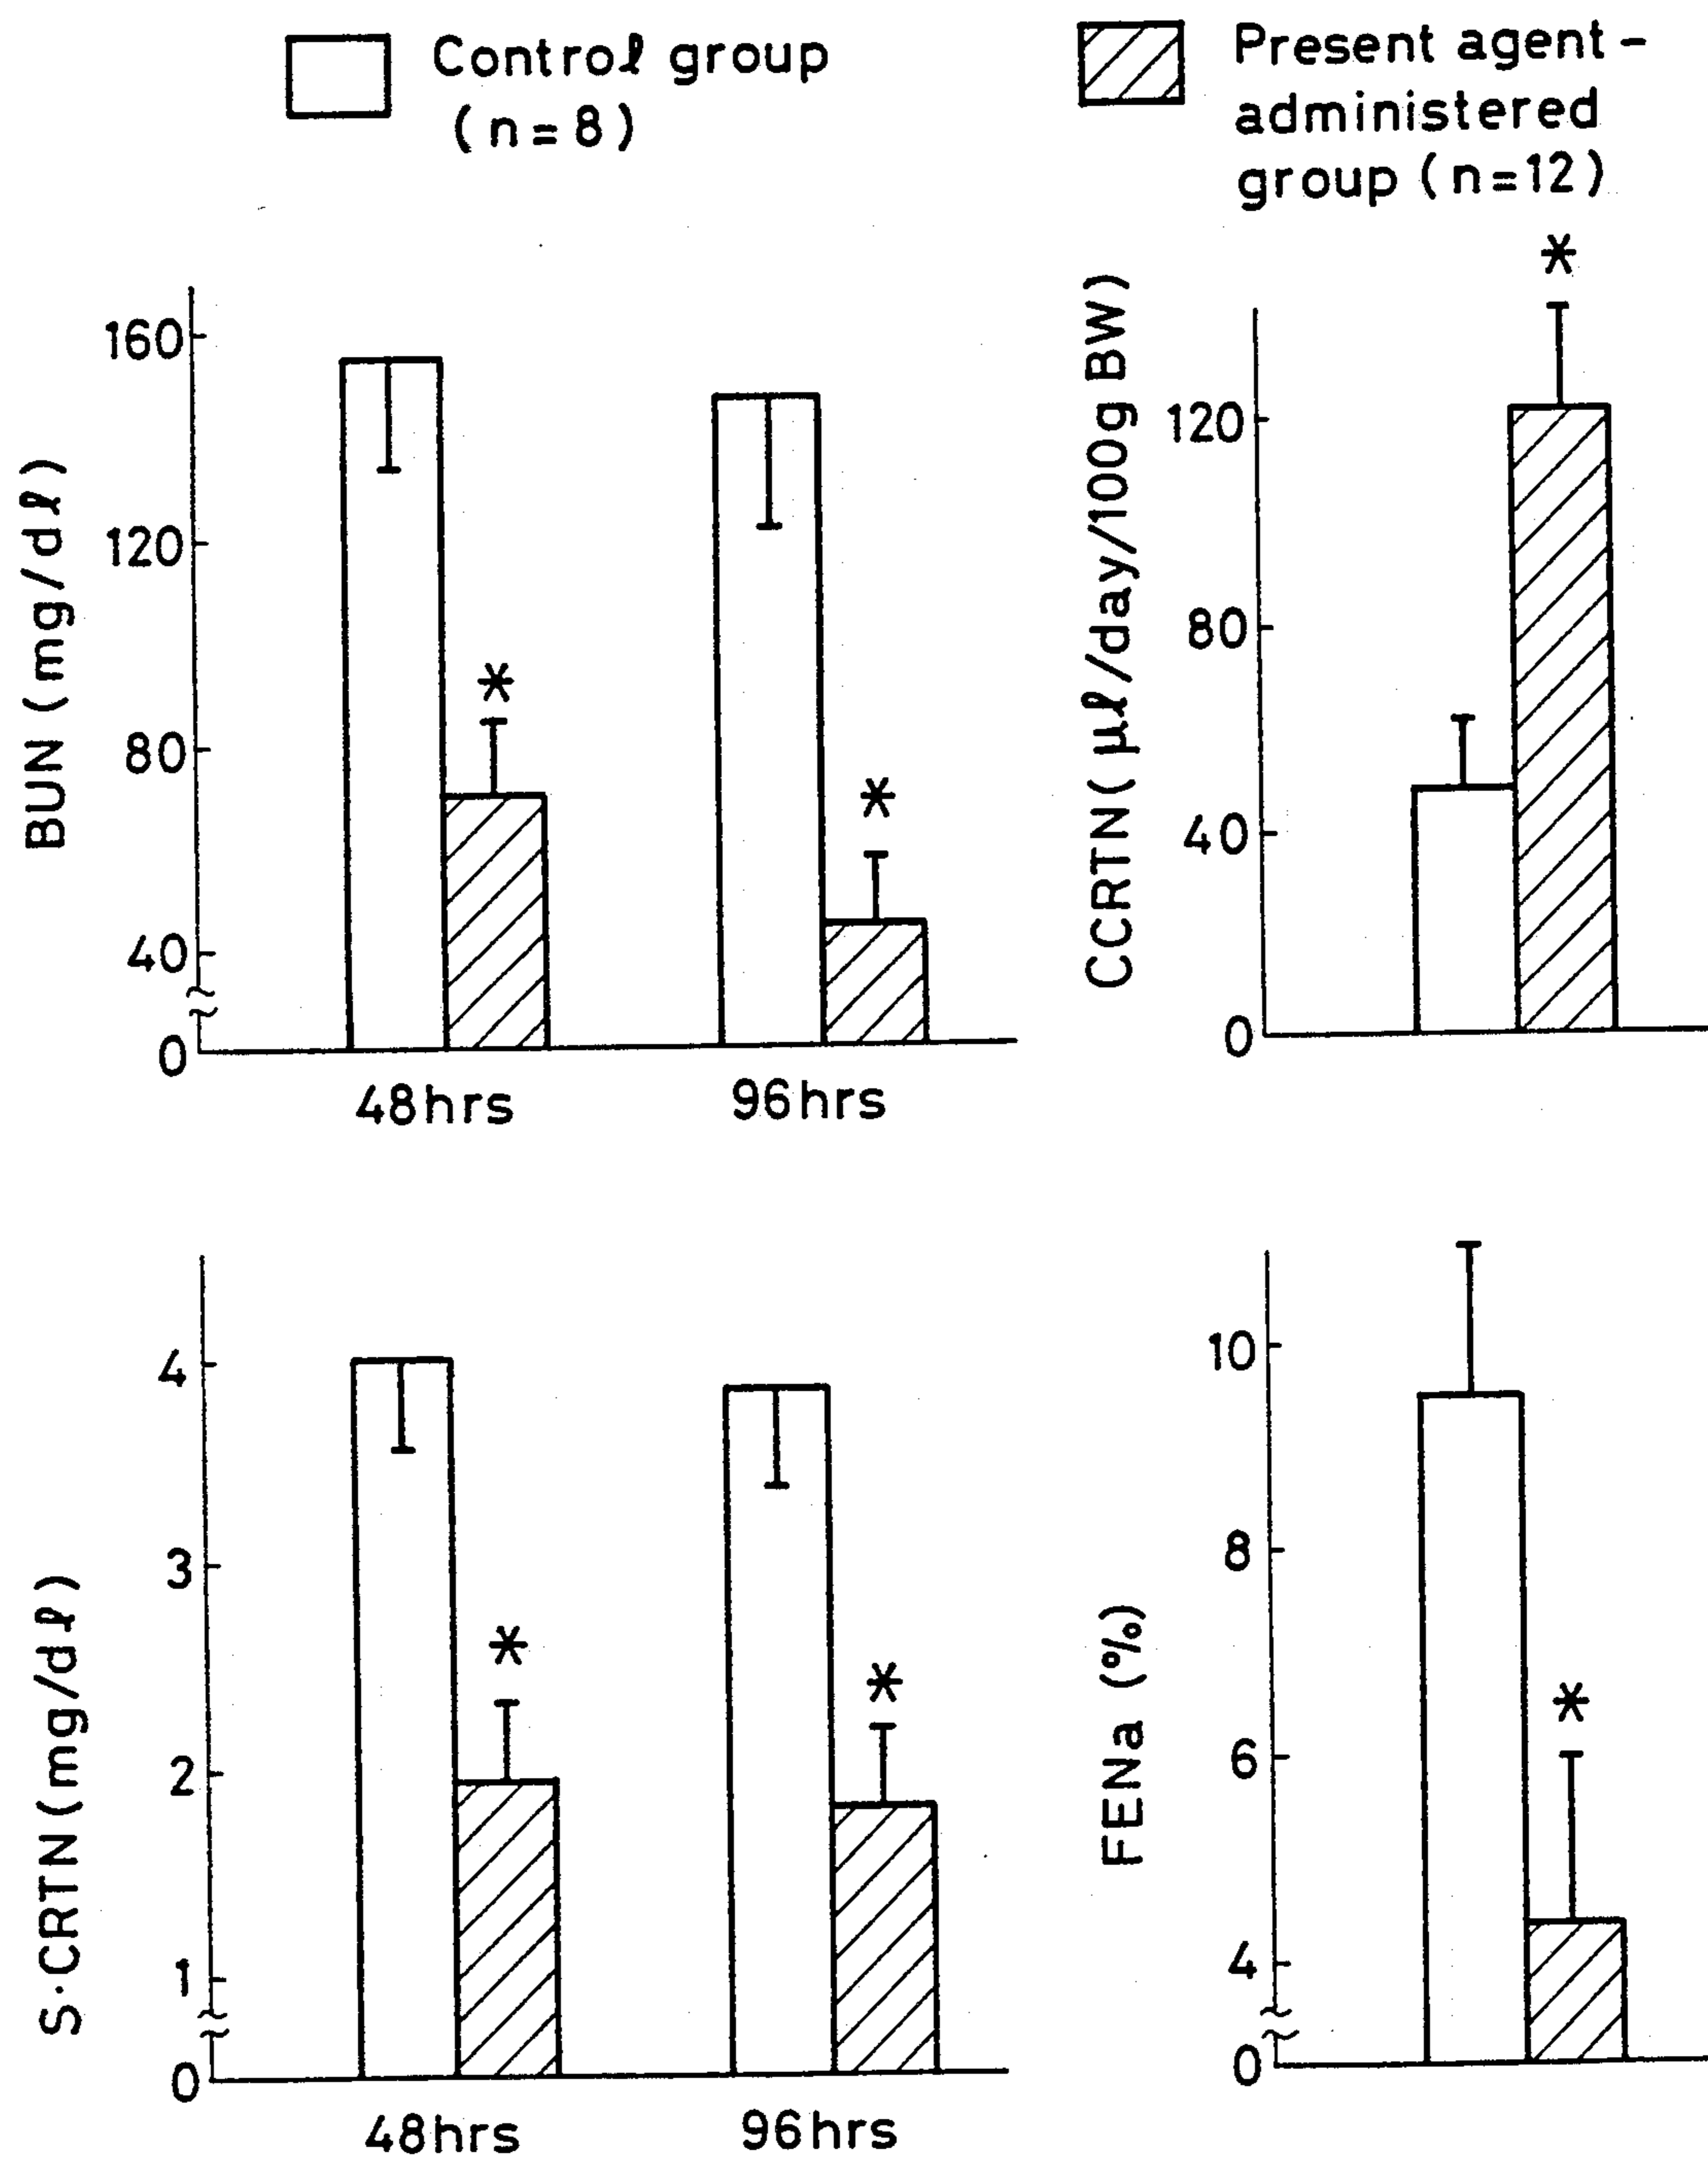 Control group
(n=8)
Present agent-
administered
group (n=12)
BUN (mg/dl)
160
120
80
40
0
*
*
48hrs
96hrs
CCRTN(μl/day/100g BW)
120
80
40
0
*
S·CRTN(mg/dl)
4
3
2
1
0
*
*
48hrs
96hrs
FENa (%)
10
8
6
4
0
*